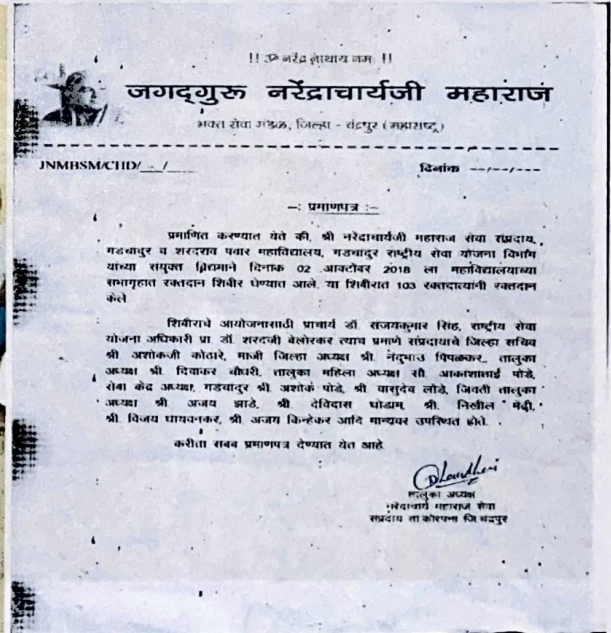 !! ॐ नरेंद्र नाथाय नमः !!
जगद्‌गुरू नरेंद्राचार्यजी महाराज
भक्त सेवा मंडळ, जिल्हा - चंद्रपुर (महाराष्ट्र)
JNMBSM/CHD/__/___
दिनांक ---/--/---
-: प्रमाणपत्र :-
प्रमाणित करण्यात येते की, श्री नरेंद्राचार्यजी महाराज सेवा संप्रदाय,
गडचादुर व शरदराव पवार महाविद्यालय, गडचादुर राष्ट्रीय सेवा योजना विभाग
यांच्या संयुक्त विद्यमाने दिनाक 02 आक्टोंबर 2018 ला महाविद्यालयाच्या
सभागृहात रक्तदान शिबीर घेण्यात आले. या शिबीरात 103 रक्तदात्यांनी रक्तदान
केले
शिबीराचे आयोजनासाठी प्राचार्य डॉ. संजयकुमार सिंह, राष्ट्रीय सेवा
योजना अधिकारी प्रा. डॉ. शरदजी बेलोरकर त्याच प्रमाणे संप्रदायाचे जिल्हा सचिव
श्री. अशोकजी कोठारे, माजी जिल्हा अध्यक्ष श्री. नंदुभाउ पिंपळकर, तालुका
अध्यक्ष श्री. दिवाकर चौधरी, तालुका महिला अध्यक्ष सौ. आकाशाताई पोडे,
सेवा केंद्र अध्यक्ष, गडचादुर श्री. अशोक पोडे, श्री. वासुदेव लोडे, जिवती तालुका
अध्यक्ष श्री. अजय झाडे, श्री. देविदास धोडाम, श्री. निखील
श्री. विजय धायवनकर, श्री. अजय किन्हेकर आदि मान्यवर उपस्थित होते.
करीता सबब प्रमाणपत्र देण्यात येत आहे.
तालुका अध्यक्ष
नरेंद्राचार्य महाराज सेवा
संप्रदाय ता.कोरपना जि.चंद्रपुर